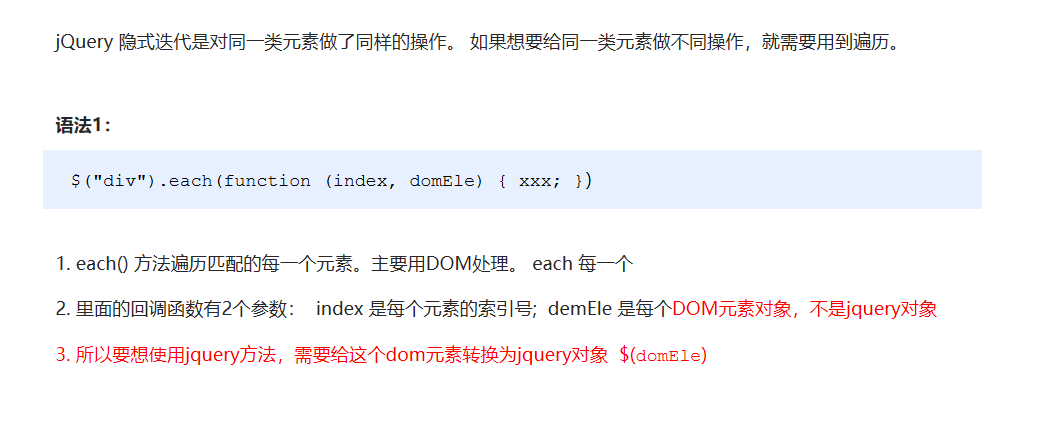 jQuery 隐式迭代是对同一类元素做了同样的操作。 如果想要给同一类元素做不同操作，就需要用到遍历。
语法1：
$("div").each(function (index, domEle) { xxx; })
1. each() 方法遍历匹配的每一个元素。主要用DOM处理。 each 每一个
2. 里面的回调函数有2个参数： index 是每个元素的索引号; demEle 是每个DOM元素对象，不是jquery对象
3. 所以要想使用jquery方法，需要给这个dom元素转换为jquery对象 $(domEle)